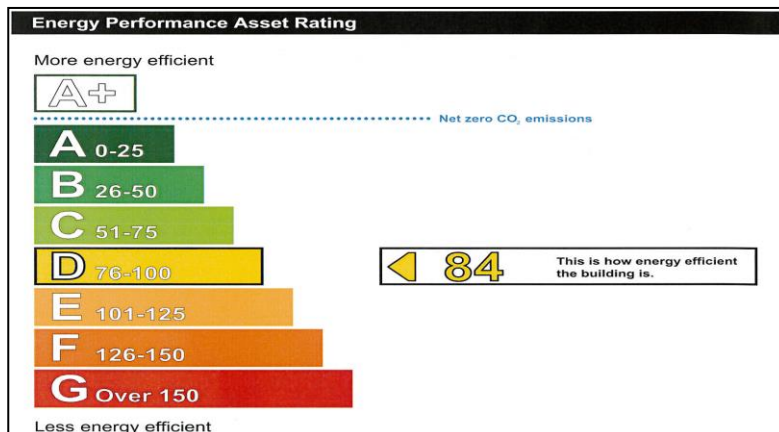 Energy Performance Asset Rating
More energy efficient
A+
Net zero CO₂ emissions
A 0-25
B 26-50
C 51-75
D 76-100
84
This is how energy efficient
the building is.
E 101-125
F 126-150
G Over 150
Less energy efficient